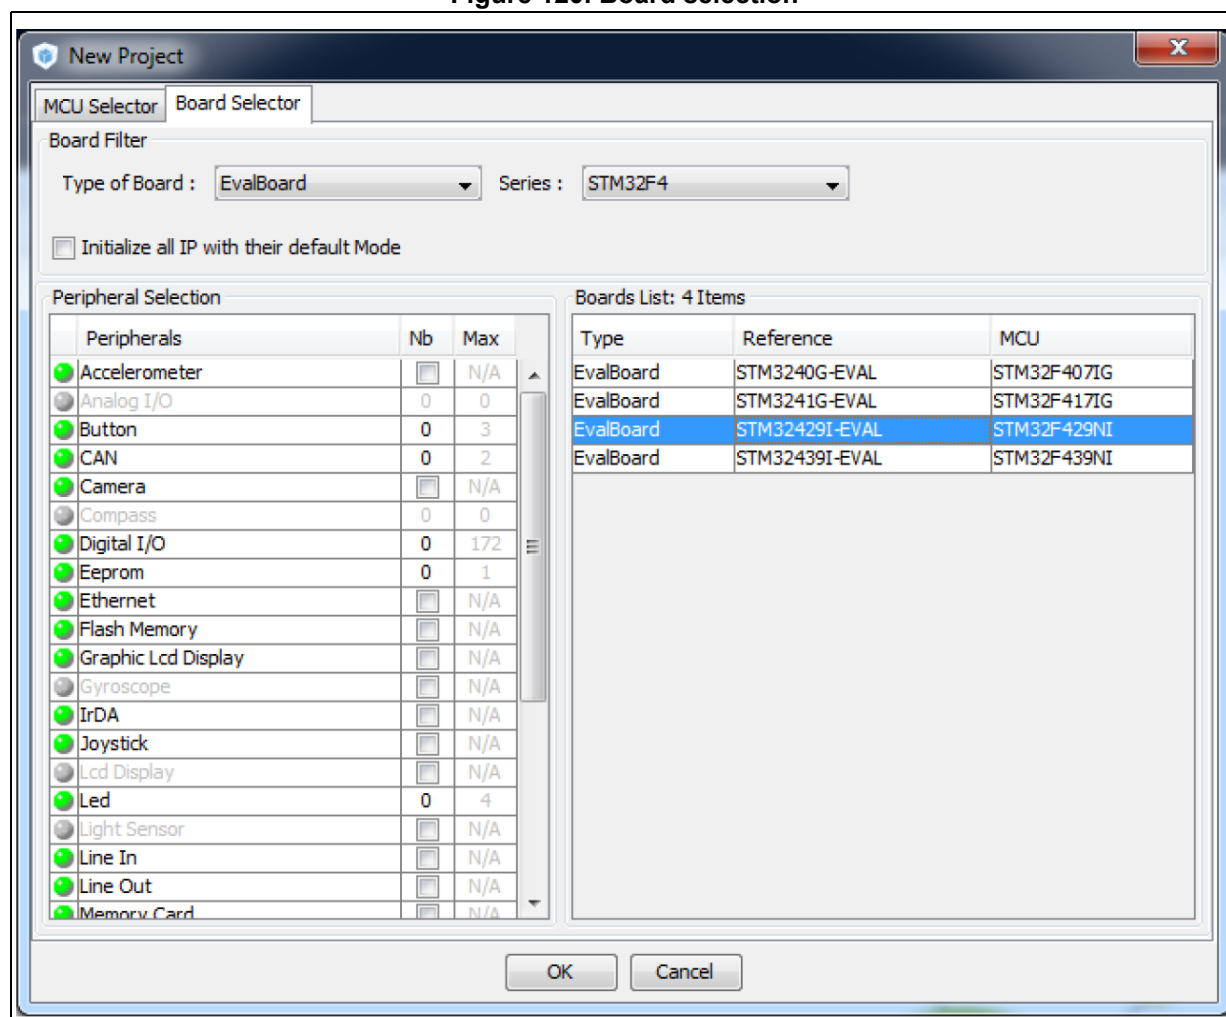 New Project
MCU Selector Board Selector
Board Filter
Type of Board : EvalBoard Series : STM32F4
Initialize all IP with their default Mode
Peripheral Selection Boards List: 4 Items
Peripherals Nb Max Type Reference MCU
Accelerometer N/A EvalBoard STM3240G-EVAL STM32F407IG
Analog I/O 0 0 EvalBoard STM3241G-EVAL STM32F417IG
Button 0 3 EvalBoard STM32429I-EVAL STM32F429NI
CAN 0 2 EvalBoard STM32439I-EVAL STM32F439NI
Camera N/A
Compass 0 0
Digital I/O 0 172
Eeprom 0 1
Ethernet N/A
Flash Memory N/A
Graphic Lcd Display N/A
Gyroscope N/A
IrDA N/A
Joystick N/A
Lcd Display N/A
Led 0 4
Light Sensor N/A
Line In N/A
Line Out N/A
Memory Card N/A
OK Cancel